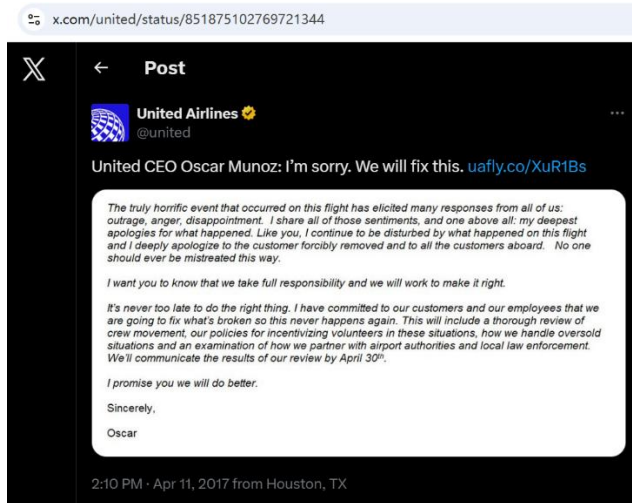 x.com/united/status/851875102769721344
Post
United Airlines
@united
United CEO Oscar Munoz: I’m sorry. We will fix this. uafly.co/XuR1Bs
The truly horrific event that occurred on this flight has elicited many responses from all of us:
outrage, anger, disappointment. I share all of those sentiments, and one above all: my deepest
apologies for what happened. Like you, I continue to be disturbed by what happened on this flight
and I deeply apologize to the customer forcibly removed and to all the customers aboard. No one
should ever be mistreated this way.
I want you to know that we take full responsibility and we will work to make it right.
It’s never too late to do the right thing. I have committed to our customers and our employees that we
are going to fix what’s broken so this never happens again. This will include a thorough review of
crew movement, our policies for incentivizing volunteers in these situations, how we handle oversold
situations and an examination of how we partner with airport authorities and local law enforcement.
We’ll communicate the results of our review by April 30th.
I promise you we will do better.
Sincerely,
Oscar
2:10 PM · Apr 11, 2017 from Houston, TX